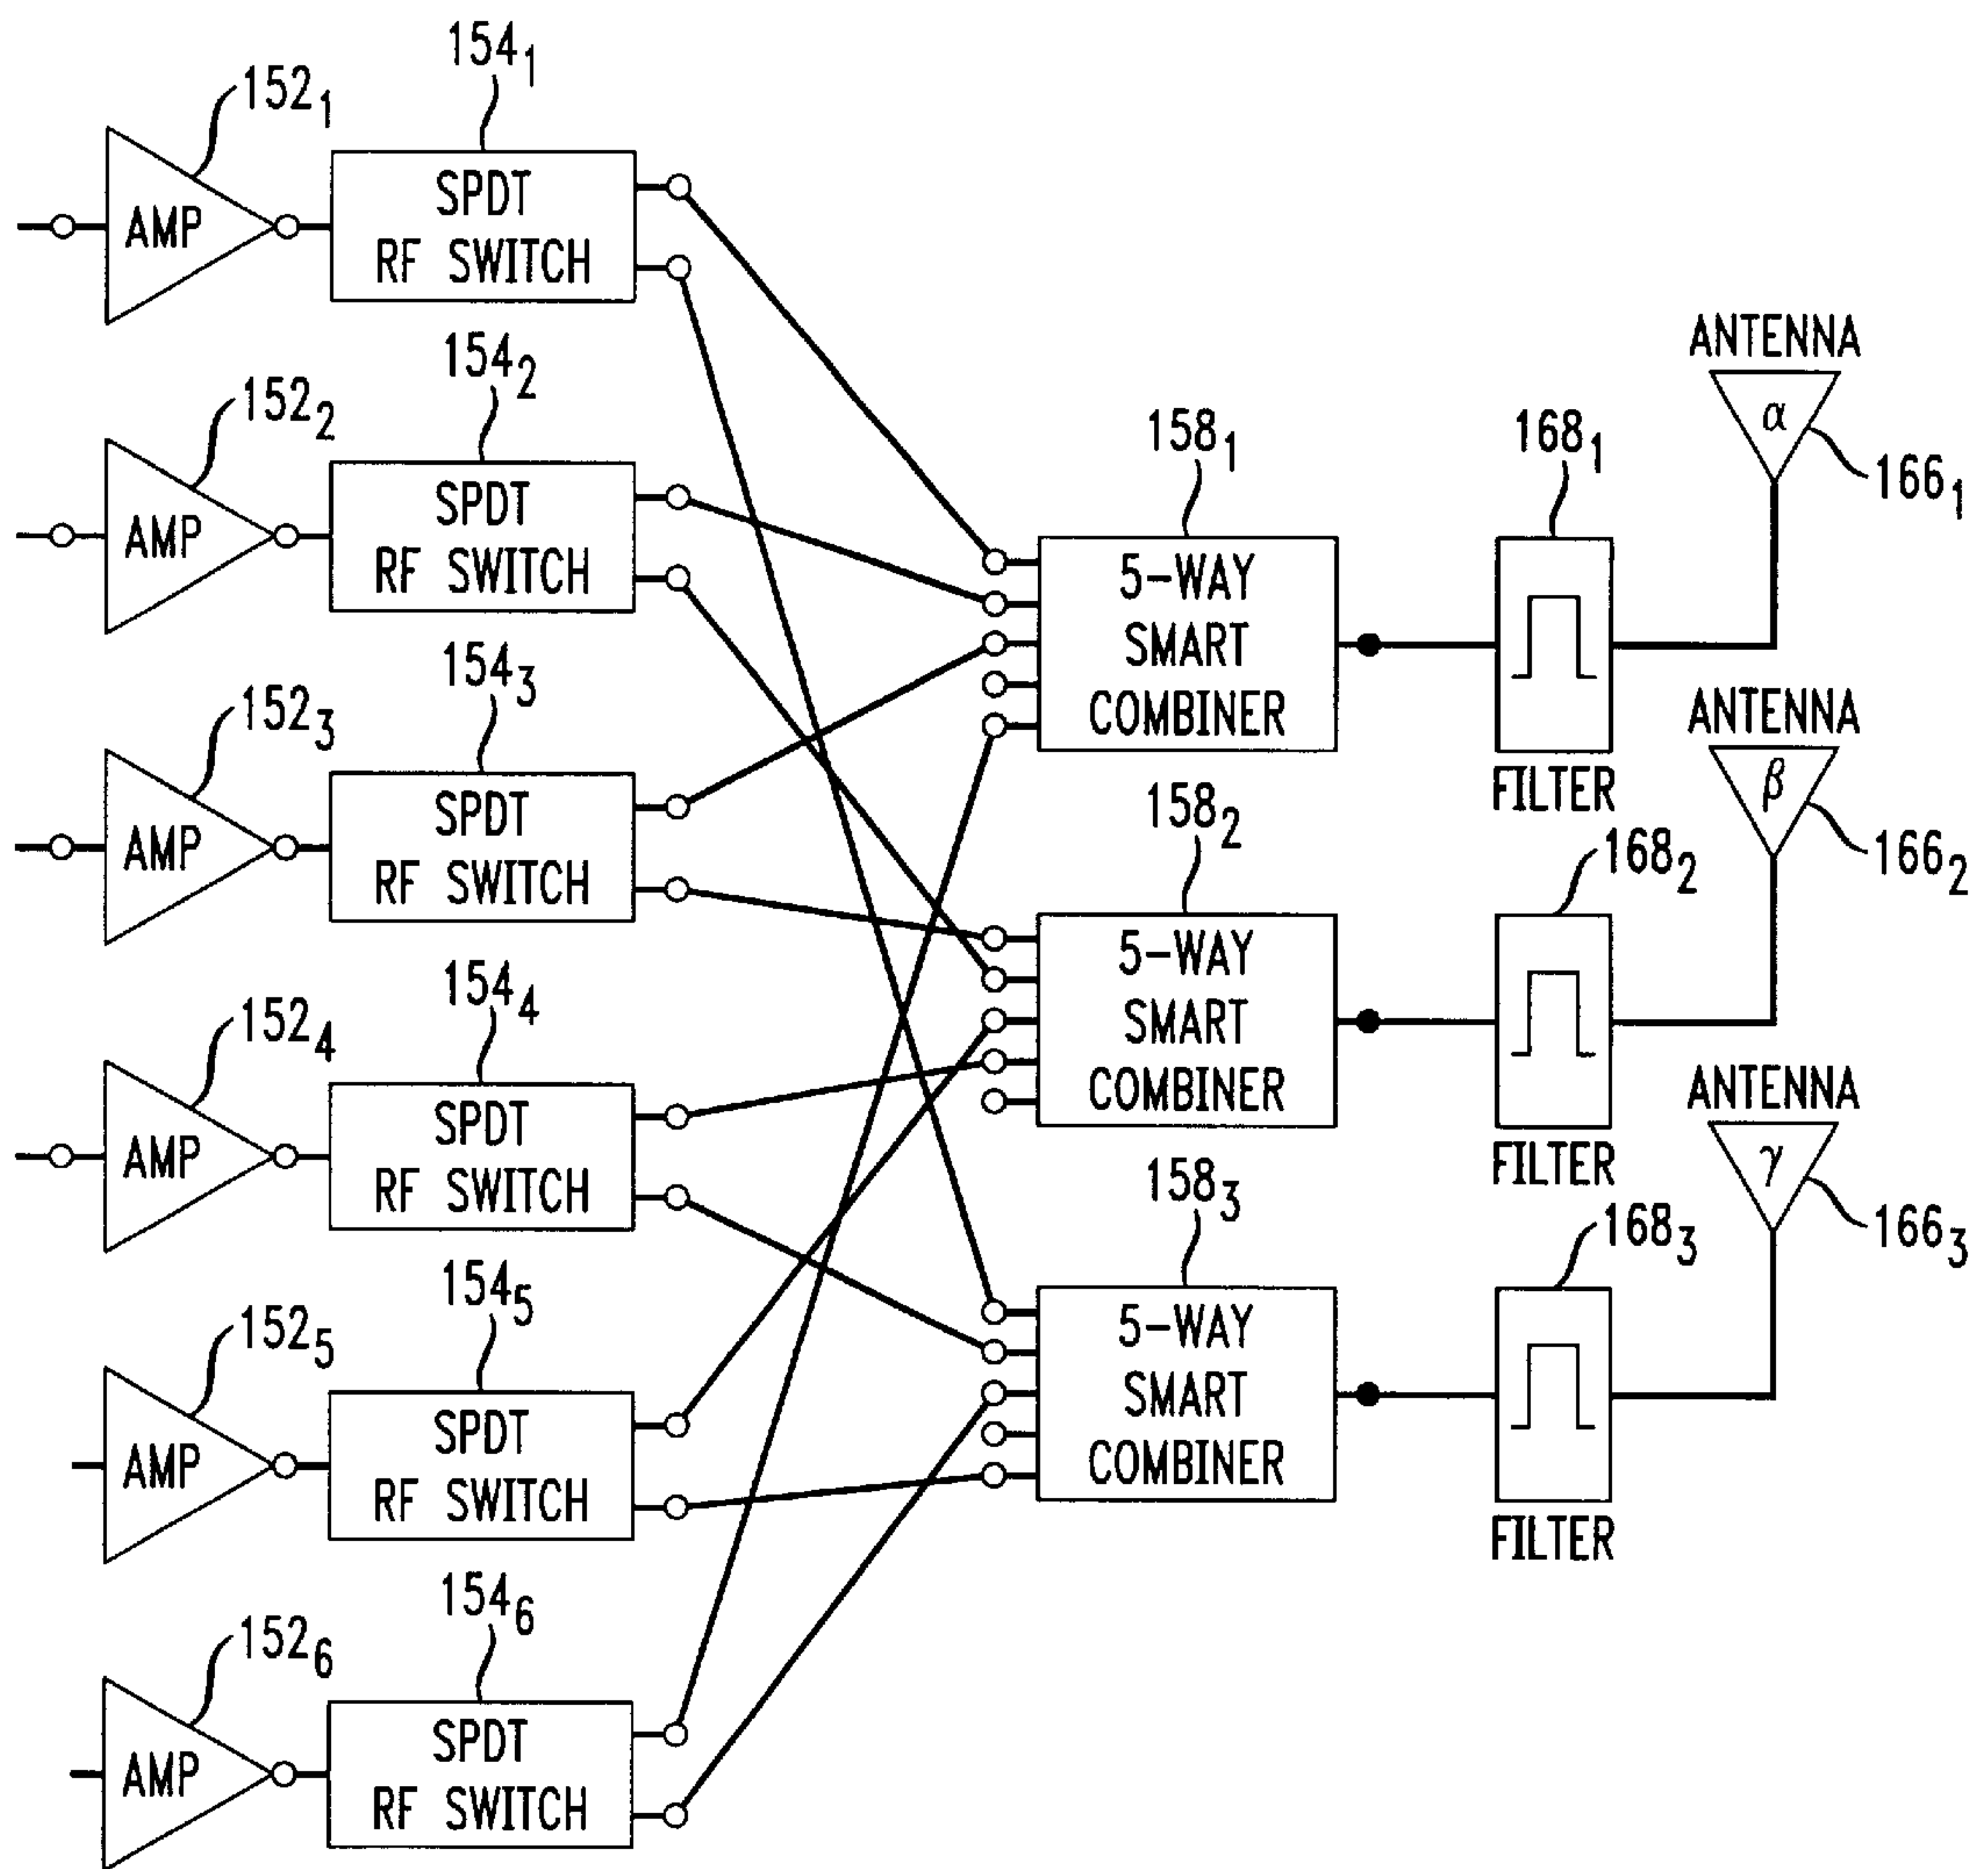 152₁
154₁
AMP
SPDT
RF SWITCH
152₂
154₂
AMP
SPDT
RF SWITCH
152₃
154₃
AMP
SPDT
RF SWITCH
152₄
154₄
AMP
SPDT
RF SWITCH
152₅
154₅
AMP
SPDT
RF SWITCH
152₆
154₆
AMP
SPDT
RF SWITCH
158₁
5-WAY
SMART
COMBINER
158₂
5-WAY
SMART
COMBINER
158₃
5-WAY
SMART
COMBINER
168₁
FILTER
168₂
FILTER
168₃
FILTER
ANTENNA
α
166₁
ANTENNA
β
166₂
ANTENNA
γ
166₃